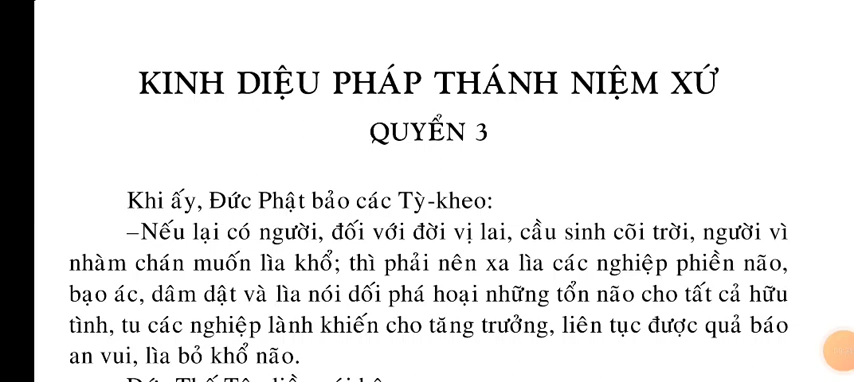 KINH DIỆU PHÁP THÁNH NIỆM XỨ
QUYỂN 3
Khi ấy, Đức Phật bảo các Tỳ-kheo:
–Nếu lại có người, đối với đời vị lai, cầu sinh cõi trời, người vì
nhàm chán muốn lìa khổ; thì phải nên xa lìa các nghiệp phiền não,
bạo ác, dâm dật và lìa nói dối phá hoại những tổn não cho tất cả hữu
tình, tu các nghiệp lành khiến cho tăng trưởng, liên tục được quả báo
an vui, lìa bỏ khổ não.